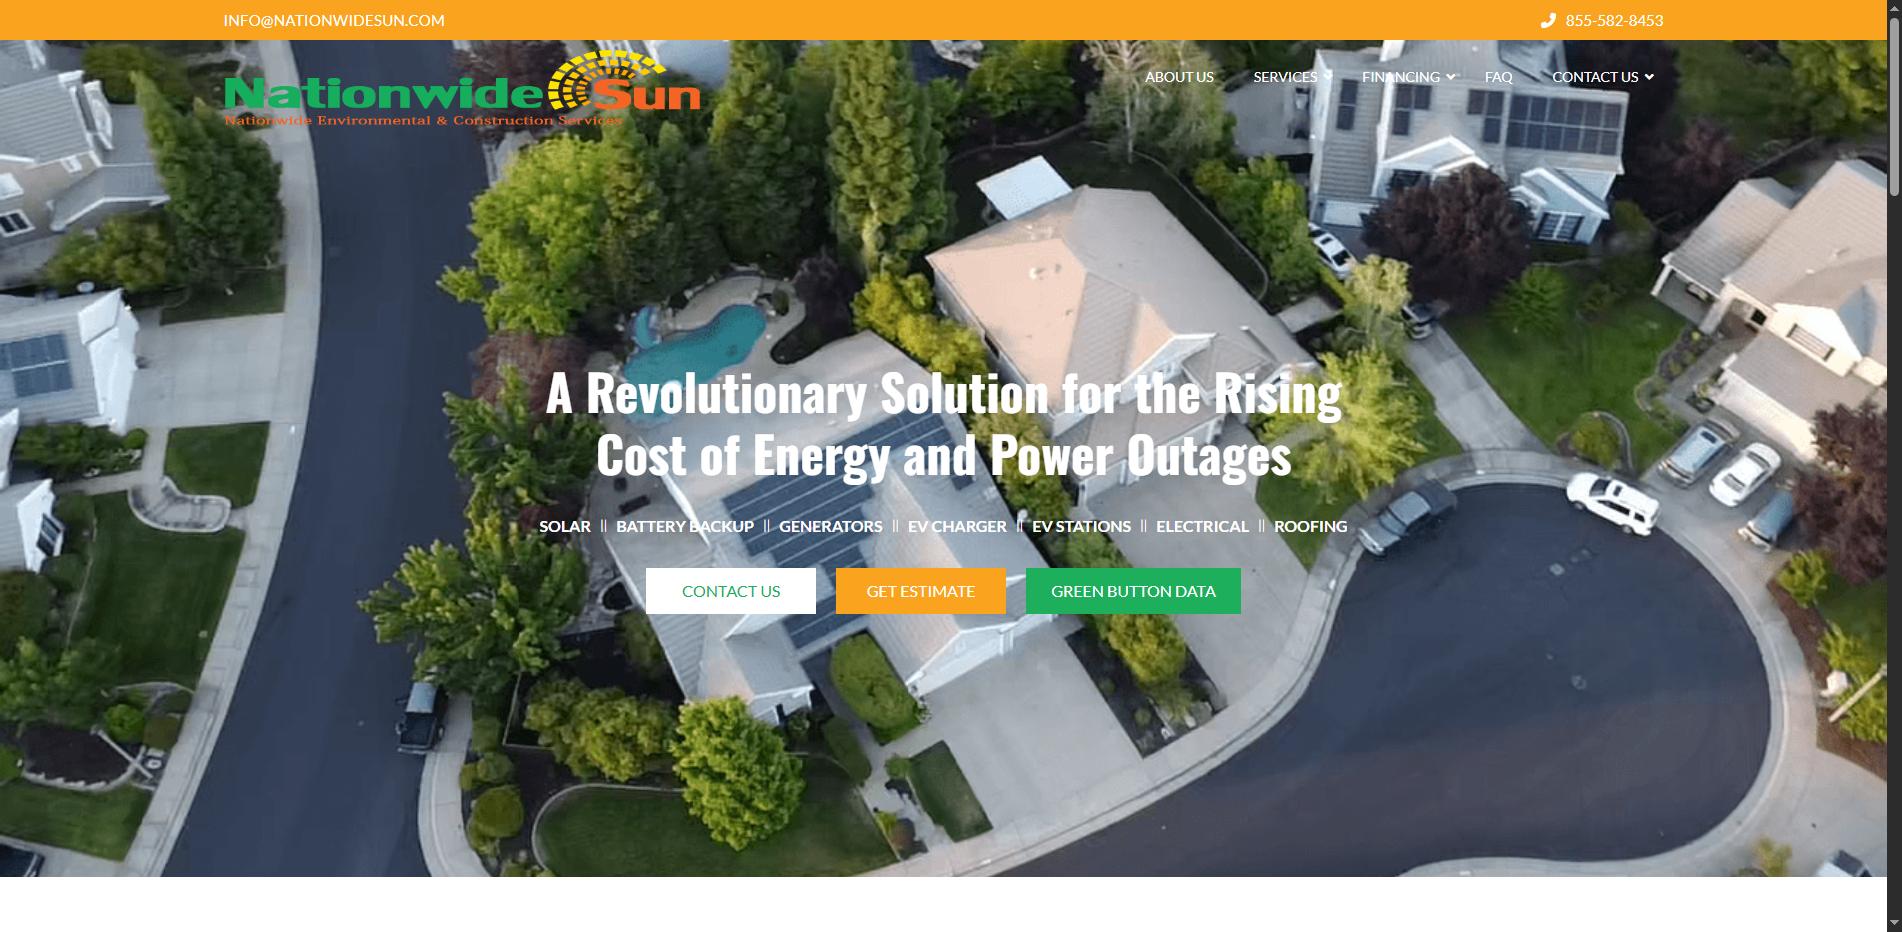 INFO@NATIONWIDESUN.COM
855-582-8453
Nationwide Sun
Nationwide Environmental & Construction Services
ABOUT US
SERVICES
FINANCING
FAQ
CONTACT US
A Revolutionary Solution for the Rising
Cost of Energy and Power Outages
SOLAR || BATTERY BACKUP || GENERATORS || EV CHARGER || EV STATIONS || ELECTRICAL || ROOFING
CONTACT US
GET ESTIMATE
GREEN BUTTON DATA